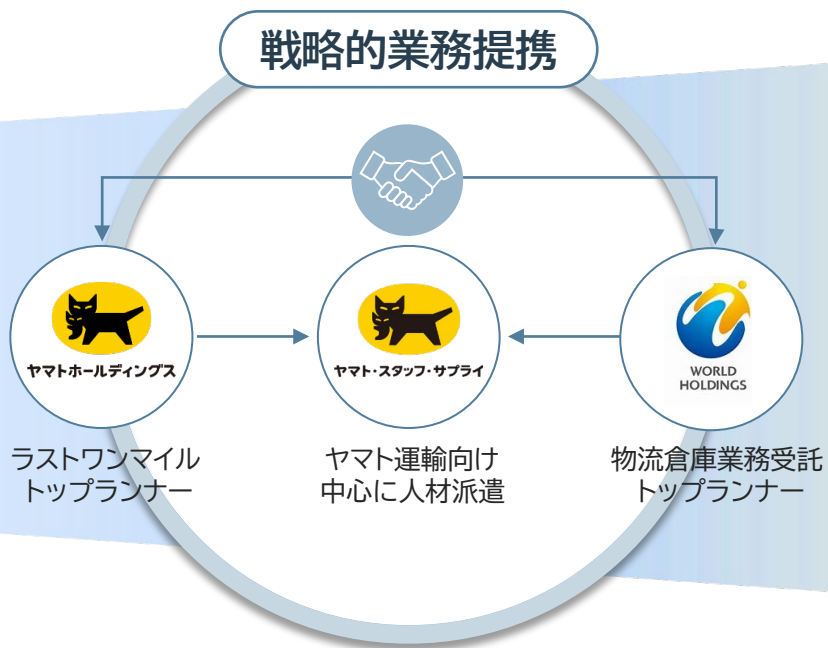 戦略的業務提携
ヤマトホールディングス
ヤマト・スタッフ・サプライ
WORLD
HOLDINGS
ラストワンマイル
トップランナー
ヤマト運輸向け
中心に人材派遣
物流倉庫業務受託
トップランナー